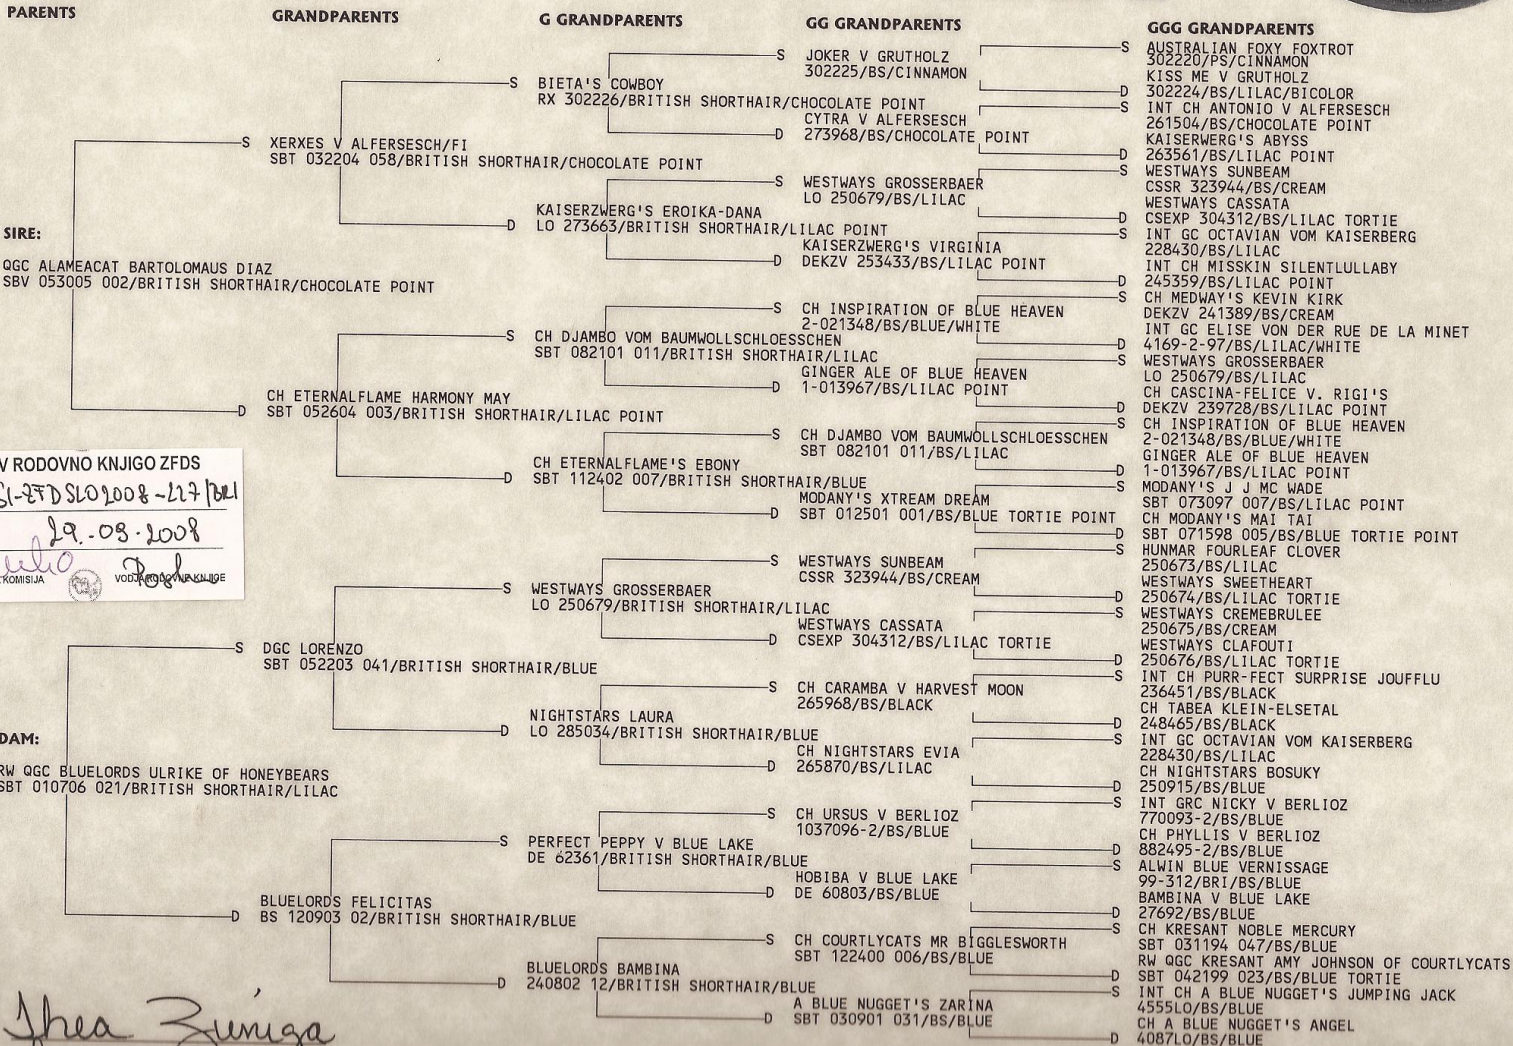 PARENTS
GRANDPARENTS
G GRANDPARENTS
GG GRANDPARENTS
GGG GRANDPARENTS
SIRE:
QGC ALAMEACAT BARTOLOMAUS DIAZ
SBV 053005 002/BRITISH SHORTHAIR/CHOCOLATE POINT
V RODOVNO KNJIGO ZFDS
SI-ZFDSLO2008-227/BRI
29.09.2008
KOMISIJA
VODJA RODOVNE KNJIGE
DAM:
RW QGC BLUELORDS ULRIKE OF HONEYBEARS
SBT 010706 021/BRITISH SHORTHAIR/LILAC
Thea Zuniga
S XERXES V ALFERSESCH/FI
SBT 032204 058/BRITISH SHORTHAIR/CHOCOLATE POINT
CH ETERNALFLAME HARMONY MAY
D SBT 052604 003/BRITISH SHORTHAIR/LILAC POINT
S DGC LORENZO
SBT 052203 041/BRITISH SHORTHAIR/BLUE
BLUELORDS FELICITAS
D BS 120903 02/BRITISH SHORTHAIR/BLUE
S BIETA'S COWBOY
RX 302226/BRITISH SHORTHAIR/CHOCOLATE POINT
KAISERZWERG'S EROIKA-DANA
D LO 273663/BRITISH SHORTHAIR/LILAC POINT
S CH DJAMBO VOM BAUMWOLLSCHLOESSCHEN
SBT 082101 011/BRITISH SHORTHAIR/LILAC
CH ETERNALFLAME'S EBONY
D SBT 112402 007/BRITISH SHORTHAIR/BLUE
S WESTWAYS GROSSERBAER
LO 250679/BRITISH SHORTHAIR/LILAC
NIGHTSTARS LAURA
D LO 285034/BRITISH SHORTHAIR/BLUE
S PERFECT PEPPY V BLUE LAKE
DE 62361/BRITISH SHORTHAIR/BLUE
BLUELORDS BAMBINA
D 240802 12/BRITISH SHORTHAIR/BLUE
S JOKER V GRUTHOLZ
302225/BS/CINNAMON
CYTRA V ALFERSESCH
D 273968/BS/CHOCOLATE POINT
S WESTWAYS GROSSERBAER
LO 250679/BS/LILAC
KAISERZWERG'S VIRGINIA
D DEKZV 253433/BS/LILAC POINT
S CH INSPIRATION OF BLUE HEAVEN
2-021348/BS/BLUE/WHITE
GINGER ALE OF BLUE HEAVEN
D 1-013967/BS/LILAC POINT
S CH DJAMBO VOM BAUMWOLLSCHLOESSCHEN
SBT 082101 011/BS/LILAC
MODANY'S XTREAM DREAM
D SBT 012501 001/BS/BLUE TORTIE POINT
S WESTWAYS SUNBEAM
CSSR 323944/BS/CREAM
WESTWAYS CASSATA
D CSEXP 304312/BS/LILAC TORTIE
S CH CARAMBA V HARVEST MOON
265968/BS/BLACK
CH NIGHTSTARS EVIA
D 265870/BS/LILAC
S CH URSUS V BERLIOZ
1037096-2/BS/BLUE
HOBIBA V BLUE LAKE
D DE 60803/BS/BLUE
S CH COURTLYCATS MR BIGGLESWORTH
SBT 122400 006/BS/BLUE
A BLUE NUGGET'S ZARINA
D SBT 030901 031/BS/BLUE
S AUSTRALIAN FOXY FOXTROT
302220/PS/CINNAMON
KISS ME V GRUTHOLZ
D 302224/BS/LILAC/BICOLOR
S INT CH ANTONIO V ALFERSESCH
261504/BS/CHOCOLATE POINT
KAISERWERG'S ABYSS
D 263561/BS/LILAC POINT
S WESTWAYS SUNBEAM
CSSR 323944/BS/CREAM
WESTWAYS CASSATA
D CSEXP 304312/BS/LILAC TORTIE
S INT GC OCTAVIAN VOM KAISERBERG
228430/BS/LILAC
INT CH MISSKIN SILENTLULLABY
D 245359/BS/LILAC POINT
S CH MEDWAY'S KEVIN KIRK
DEKZV 241389/BS/CREAM
INT GC ELISE VON DER RUE DE LA MINET
D 4169-2-97/BS/LILAC/WHITE
S WESTWAYS GROSSERBAER
LO 250679/BS/LILAC
CH CASCINA-FELICE V. RIGI'S
D DEKZV 239728/BS/LILAC POINT
S CH INSPIRATION OF BLUE HEAVEN
2-021348/BS/BLUE/WHITE
GINGER ALE OF BLUE HEAVEN
D 1-013967/BS/LILAC POINT
S MODANY'S J J MC WADE
SBT 073097 007/BS/LILAC POINT
CH MODANY'S MAI TAI
D SBT 071598 005/BS/BLUE TORTIE POINT
S HUNMAR FOURLEAF CLOVER
250673/BS/LILAC
WESTWAYS SWEETHEART
D 250674/BS/LILAC TORTIE
S WESTWAYS CREMEBRULEE
250675/BS/CREAM
WESTWAYS CLAFOUTI
D 250676/BS/LILAC TORTIE
S INT CH PURR-FECT SURPRISE JOUFFLU
236451/BS/BLACK
CH TABEA KLEIN-ELSETAL
D 248465/BS/BLACK
S INT GC OCTAVIAN VOM KAISERBERG
228430/BS/LILAC
CH NIGHTSTARS BOSUKY
D 250915/BS/BLUE
S INT GRC NICKY V BERLIOZ
770093-2/BS/BLUE
CH PHYLLIS V BERLIOZ
D 882495-2/BS/BLUE
S ALWIN BLUE VERNISSAGE
99-312/BRI/BS/BLUE
BAMBINA V BLUE LAKE
D 27692/BS/BLUE
S CH KRESANT NOBLE MERCURY
SBT 031194 047/BS/BLUE
RW QGC KRESANT AMY JOHNSON OF COURTLYCATS
D SBT 042199 023/BS/BLUE TORTIE
S INT CH A BLUE NUGGET'S JUMPING JACK
4555LO/BS/BLUE
CH A BLUE NUGGET'S ANGEL
D 4087LO/BS/BLUE